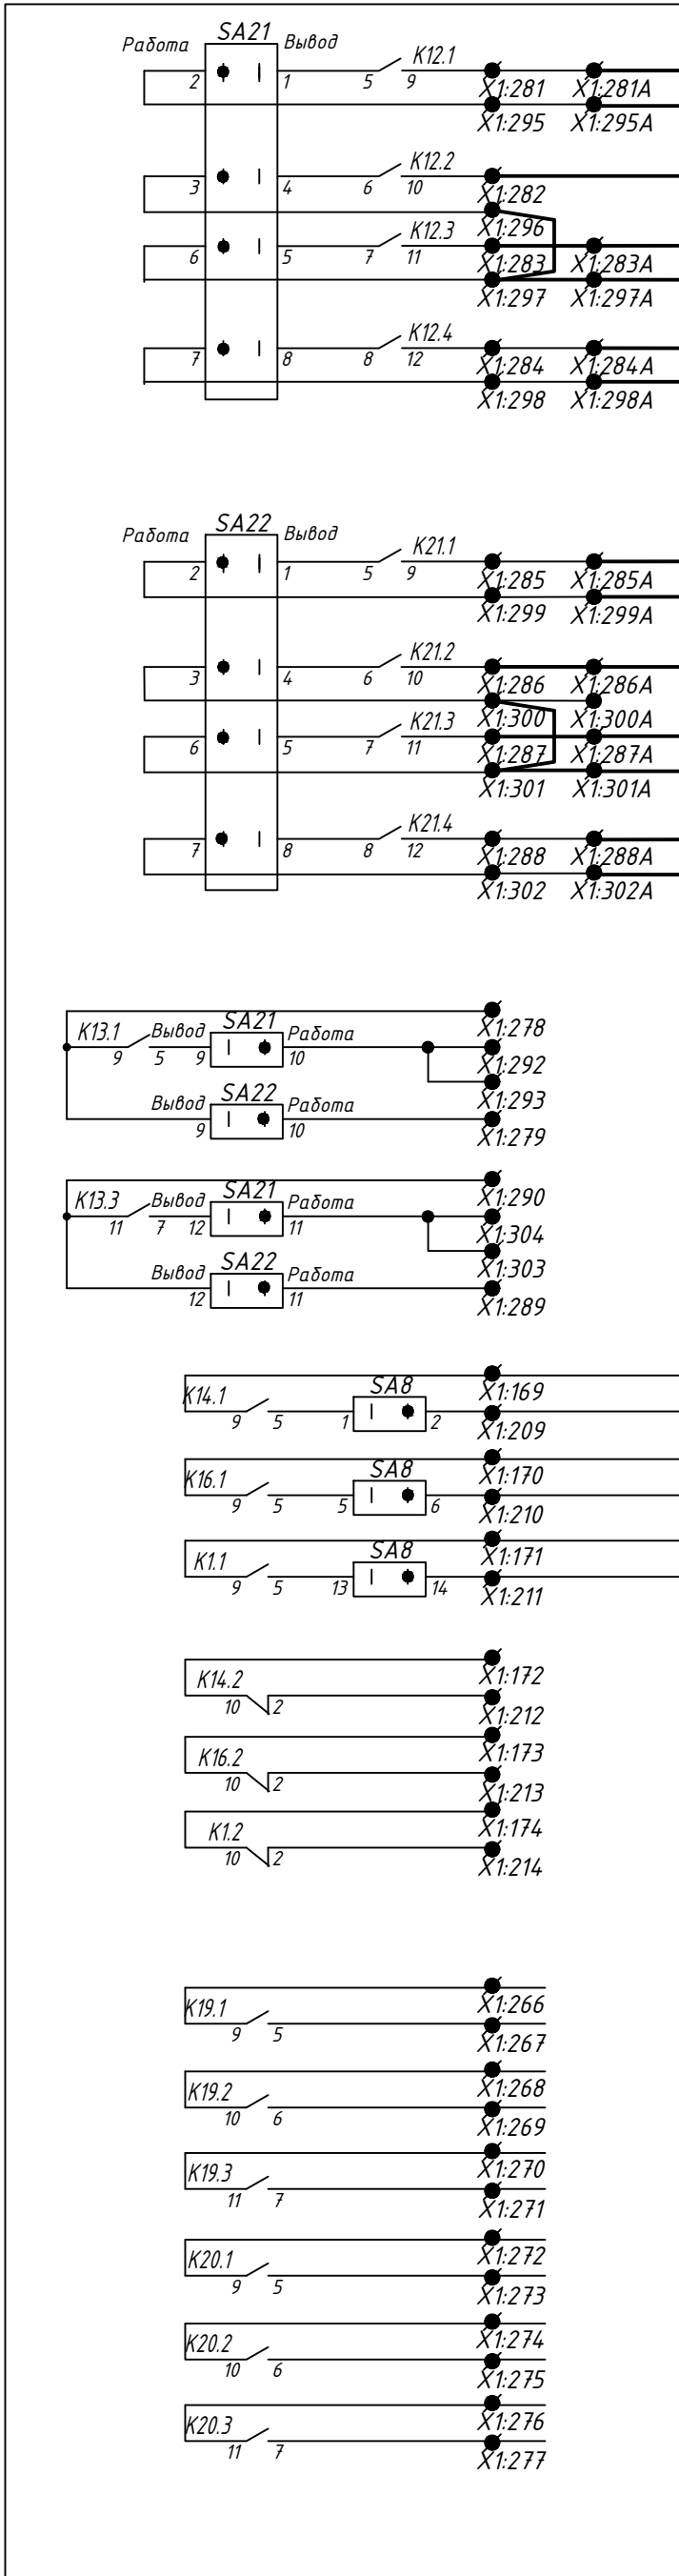 SA21
Работа Вывод
K12.1
2 1 5 9
X1:281 X1:281A
X1:295 X1:295A
K12.2
3 4 6 10
X1:282
X1:296
K12.3
6 5 7 11
X1:283 X1:283A
X1:297 X1:297A
K12.4
7 8 8 12
X1:284 X1:284A
X1:298 X1:298A
SA22
Работа Вывод
K21.1
2 1 5 9
X1:285 X1:285A
X1:299 X1:299A
K21.2
3 4 6 10
X1:286 X1:286A
X1:300 X1:300A
K21.3
6 5 7 11
X1:287 X1:287A
X1:301 X1:301A
K21.4
7 8 8 12
X1:288 X1:288A
X1:302 X1:302A
SA21
X1:278
K13.1 Вывод Работа
9 5 9 10
X1:292
SA22
X1:293
Вывод Работа
9 10
X1:279
SA21
X1:290
K13.3 Вывод Работа
11 7 12 11
X1:304
SA22
X1:303
Вывод Работа
12 11
X1:289
SA8
K14.1
X1:169
9 5 1 2
X1:209
SA8
K16.1
X1:170
9 5 5 6
X1:210
SA8
K1.1
X1:171
9 5 13 14
X1:211
K14.2
X1:172
10 2
X1:212
K16.2
X1:173
10 2
X1:213
K1.2
X1:174
10 2
X1:214
K19.1
X1:266
9 5
X1:267
K19.2
X1:268
10 6
X1:269
K19.3
X1:270
11 7
X1:271
K20.1
X1:272
9 5
X1:273
K20.2
X1:274
10 6
X1:275
K20.3
X1:276
11 7
X1:277